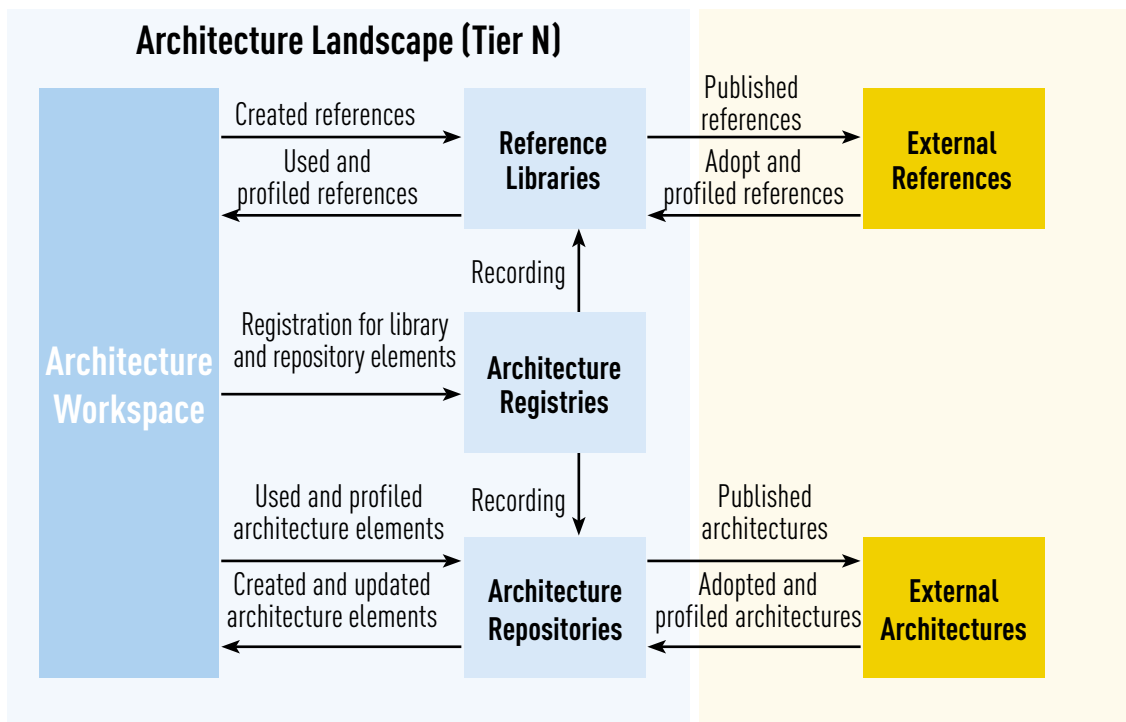 Architecture Landscape (Tier N)
Created references
Used and
profiled references
Reference
Libraries
Published
references
Adopt and
profiled references
External
References
Recording
Architecture
Workspace
Registration for library
and repository elements
Architecture
Registries
Recording
Used and profiled
architecture elements
Created and updated
architecture elements
Architecture
Repositories
Published
architectures
Adopted and
profiled architectures
External
Architectures